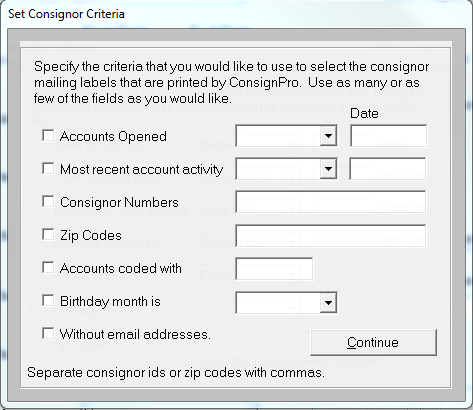 Set Consignor Criteria
Specify the criteria that you would like to use to select the consignor
mailing labels that are printed by ConsignPro.  Use as many or as
few of the fields as you would like.
Date
Accounts Opened
Most recent account activity
Consignor Numbers
Zip Codes
Accounts coded with
Birthday month is
Without email addresses.
Continue
Separate consignor ids or zip codes with commas.